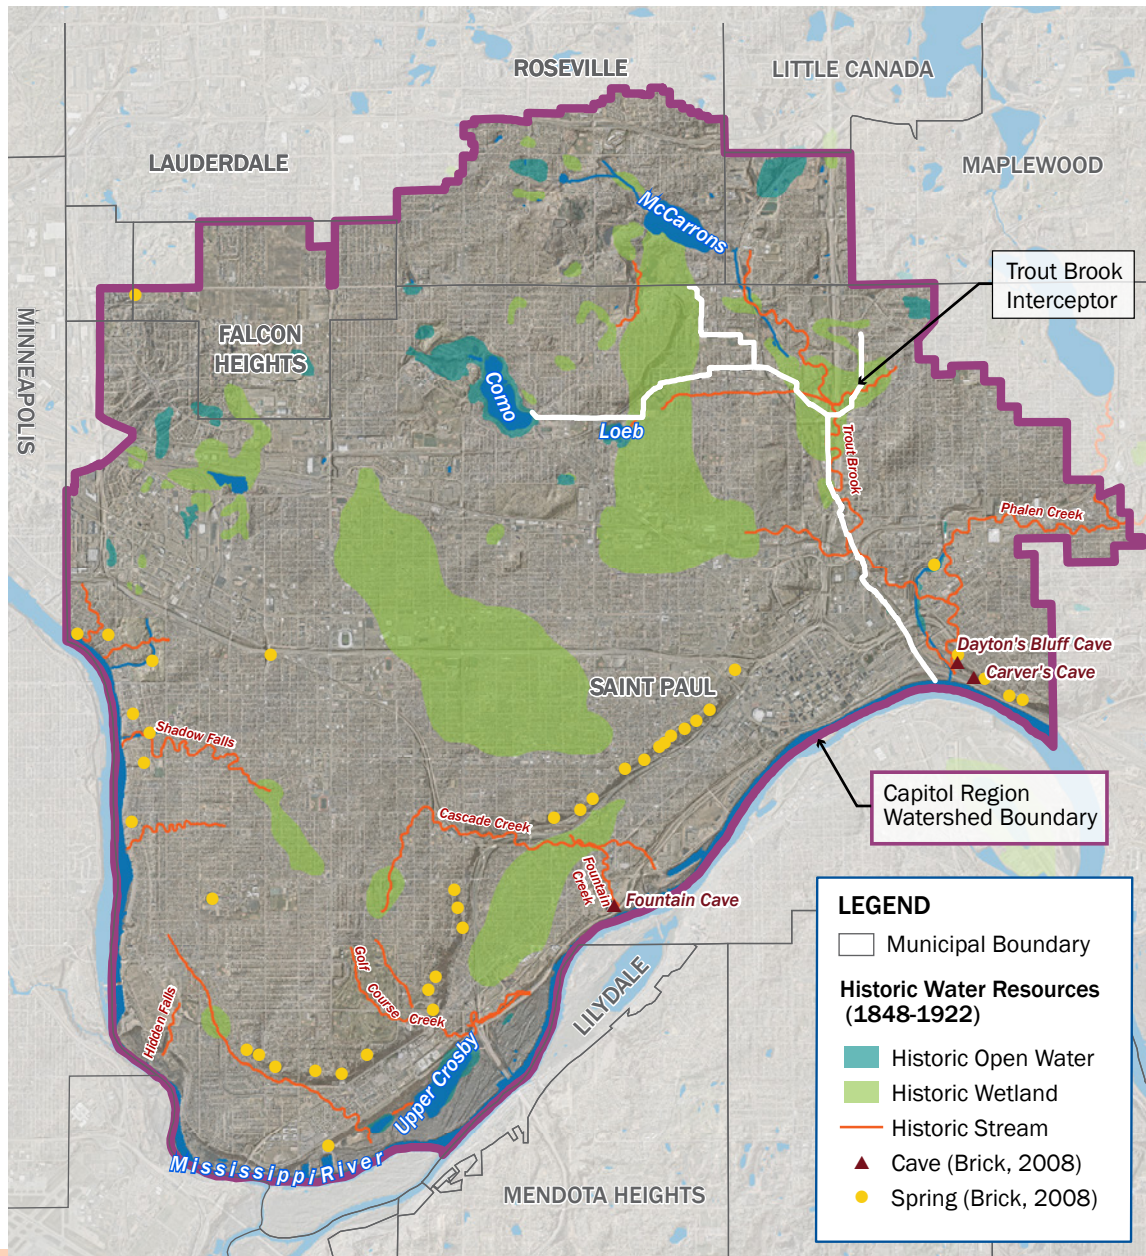 ROSEVILLE
LITTLE CANADA
LAUDERDALE
MAPLEWOOD
McCarrons
Trout Brook
Interceptor
MINNEAPOLIS
FALCON
HEIGHTS
Como
Loeb
Trout Brook
Phalen Creek
Dayton's Bluff Cave
Carver's Cave
SAINT PAUL
Shadow Falls
Capitol Region
Watershed Boundary
Cascade Creek
Fountain
Creek
Fountain Cave
Golf
Course
Creek
Hidden Falls
LILYDALE
Upper Crosby
Mississippi River
MENDOTA HEIGHTS
LEGEND
Municipal Boundary
Historic Water Resources
(1848-1922)
Historic Open Water
Historic Wetland
Historic Stream
Cave (Brick, 2008)
Spring (Brick, 2008)